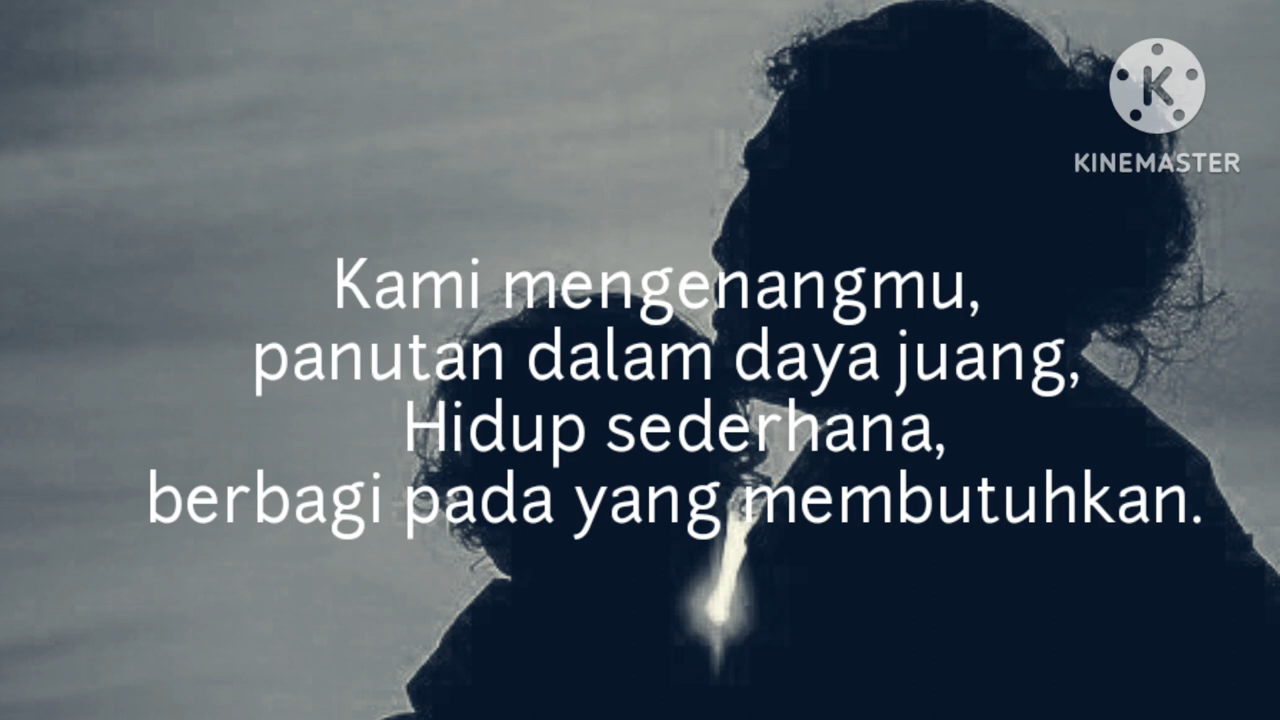 KINEMASTER
Kami mengenangmu,
panutan dalam daya juang,
Hidup sederhana,
berbagi pada yang membutuhkan.